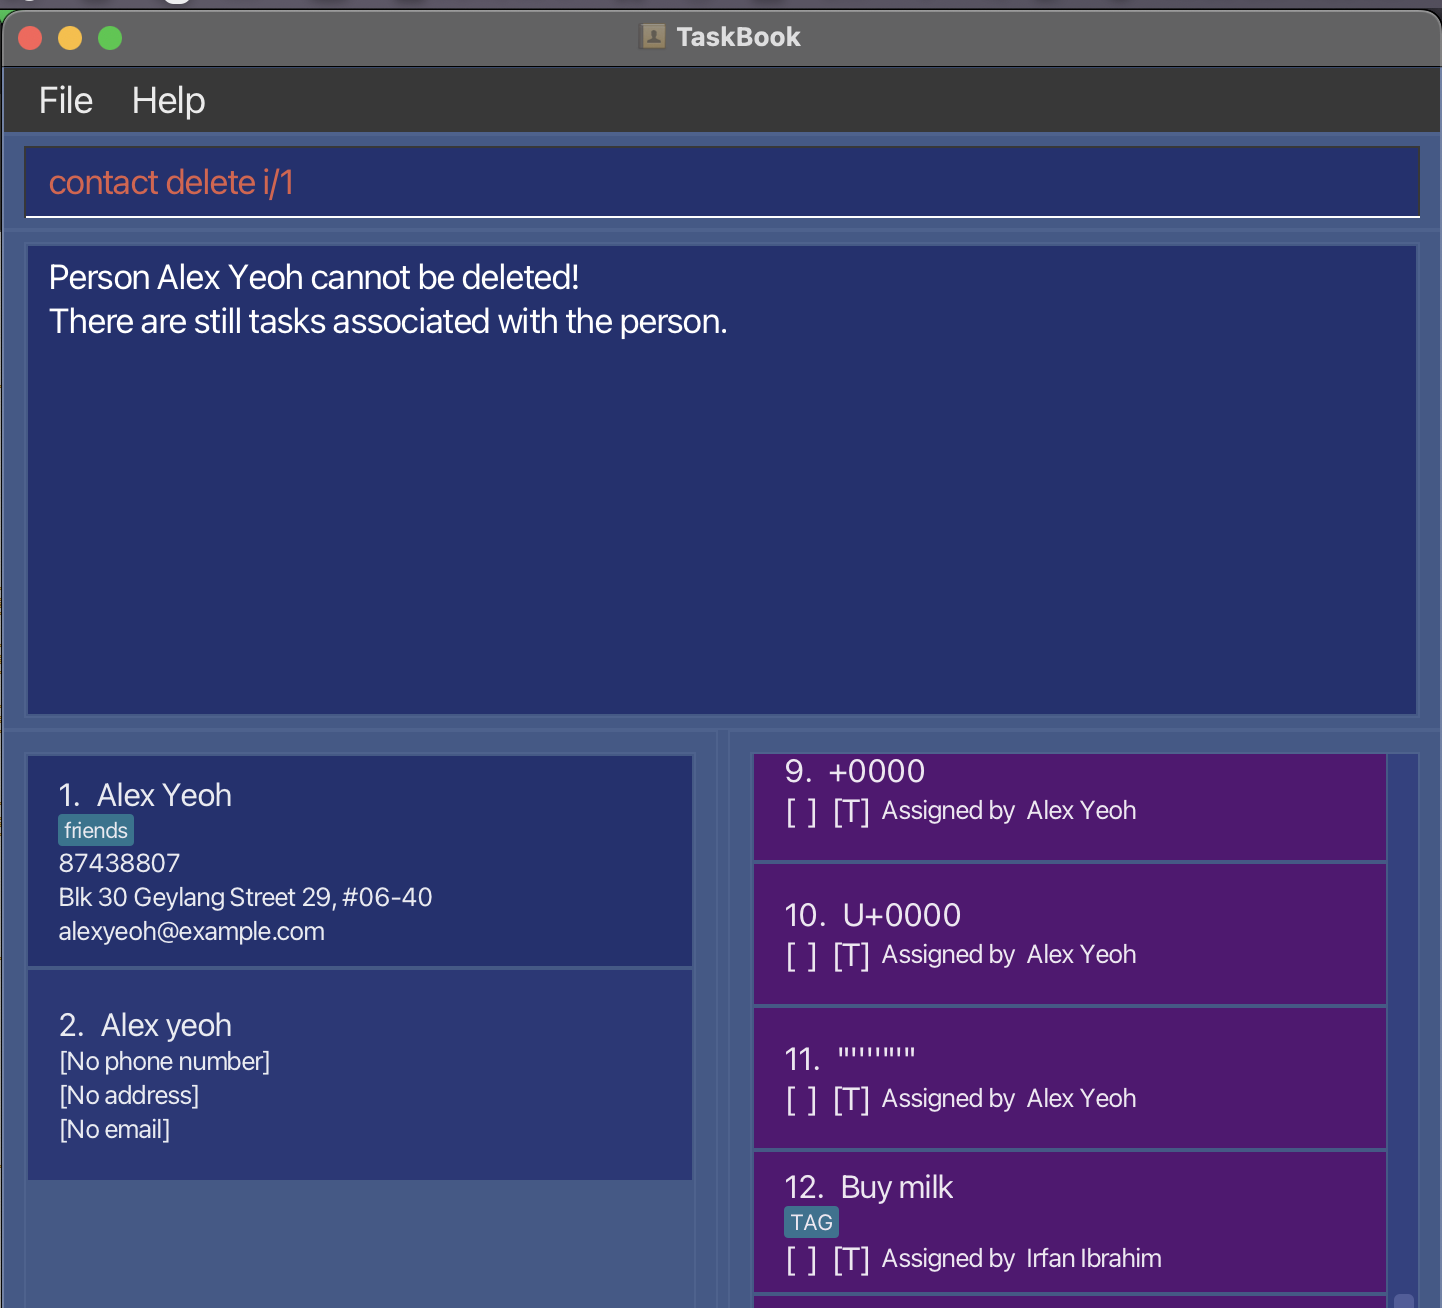 TaskBook
File Help
contact delete i/1
Person Alex Yeoh cannot be deleted!
There are still tasks associated with the person.
1. Alex Yeoh
friends
87438807
Blk 30 Geylang Street 29, #06-40
alexyeoh@example.com
2. Alex yeoh
[No phone number]
[No address]
[No email]
9. +0000
[ ] [T] Assigned by Alex Yeoh
10. U+0000
[ ] [T] Assigned by Alex Yeoh
11. "''''"'"
[ ] [T] Assigned by Alex Yeoh
12. Buy milk
TAG
[ ] [T] Assigned by Irfan Ibrahim